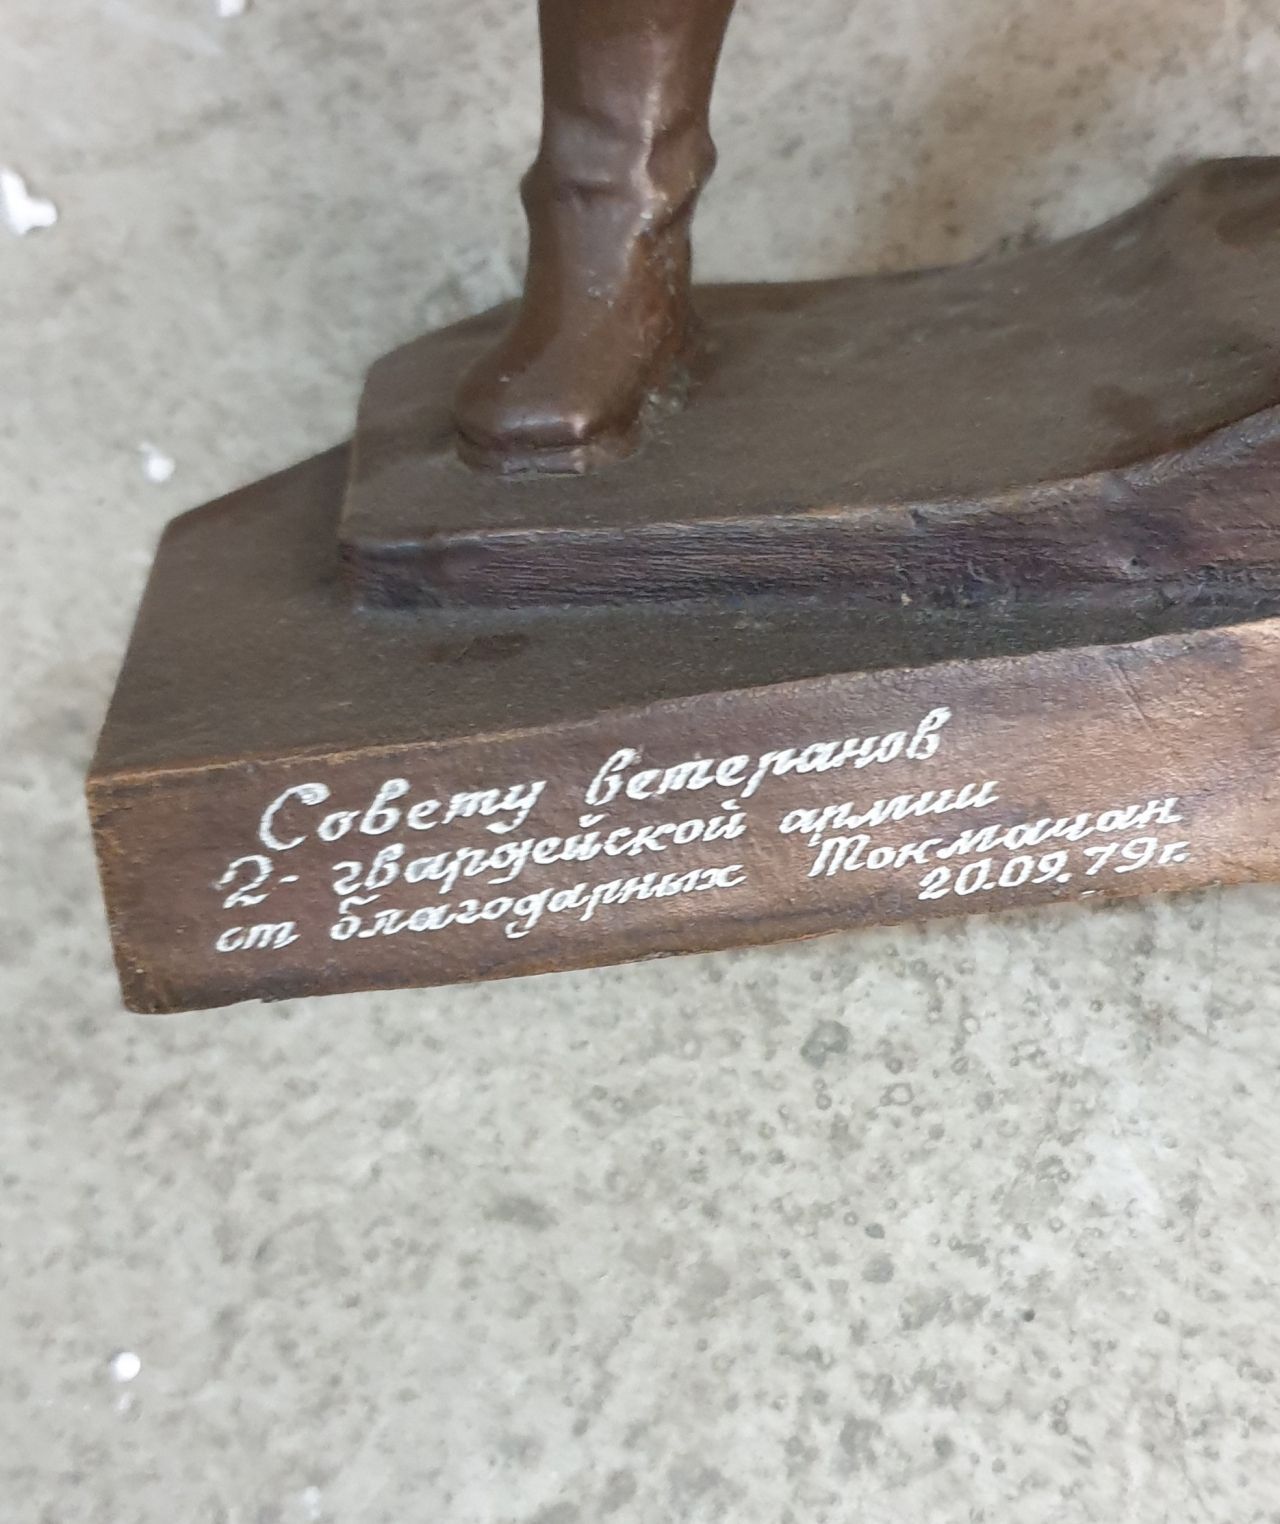 Совету ветеранов
2- гвардейской армии
от благодарных Токмачан
20.09.79г.